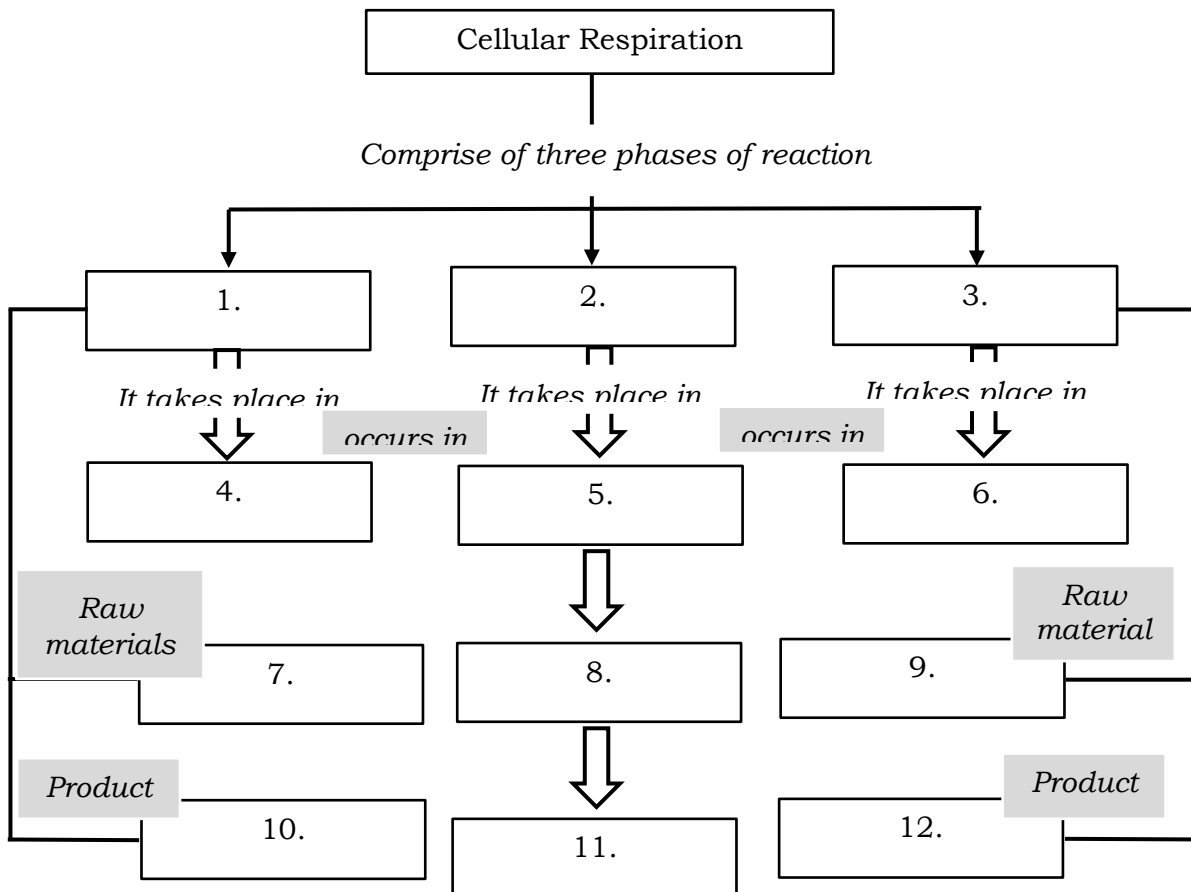 Cellular Respiration
Comprise of three phases of reaction
1.
2.
3.
It takes place in
It takes place in
It takes place in
occurs in
occurs in
4.
5.
6.
Raw
materials
Raw
material
7.
8.
9.
Product
Product
10.
11.
12.